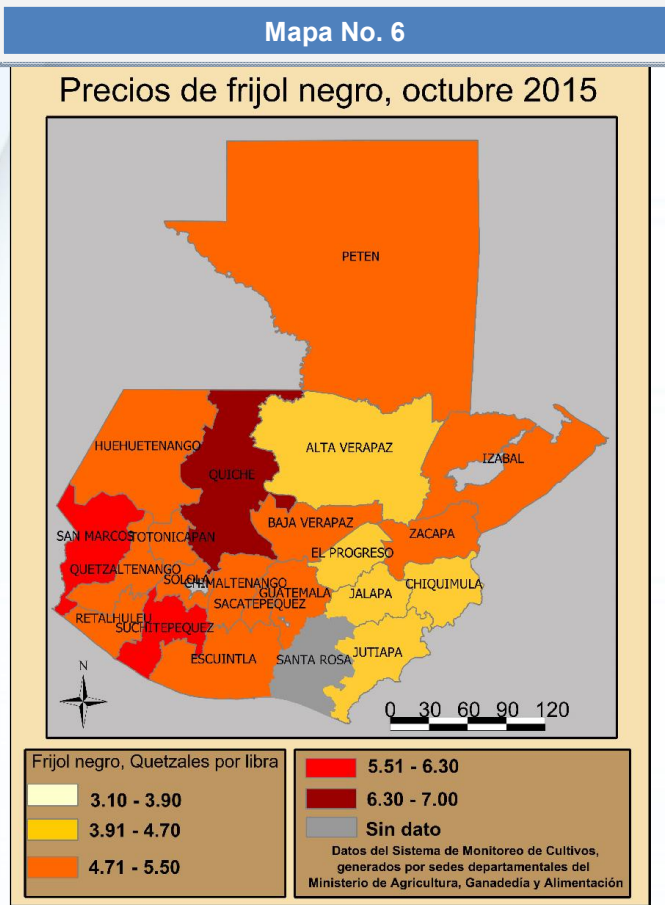 Mapa No. 6
Precios de frijol negro, octubre 2015
PETEN
HUEHUETENANGO
ALTA VERAPAZ
IZABAL
QUICHE
SAN MARCOS
TOTONICAPAN
BAJA VERAPAZ
ZACAPA
EL PROGRESO
QUETZALTENANGO
SOLOLA
CHIMALTENANGO
GUATEMALA
JALAPA
CHIQUIMULA
SACATEPEQUEZ
RETALHULEU
SUCHITEPEQUEZ
JUTIAPA
ESCUINTLA
SANTA ROSA
N
0 30 60 90 120
Frijol negro, Quetzales por libra
3.10 - 3.90
3.91 - 4.70
4.71 - 5.50
5.51 - 6.30
6.30 - 7.00
Sin dato
Datos del Sistema de Monitoreo de Cultivos,
generados por sedes departamentales del
Ministerio de Agricultura, Ganadedía y Alimentación